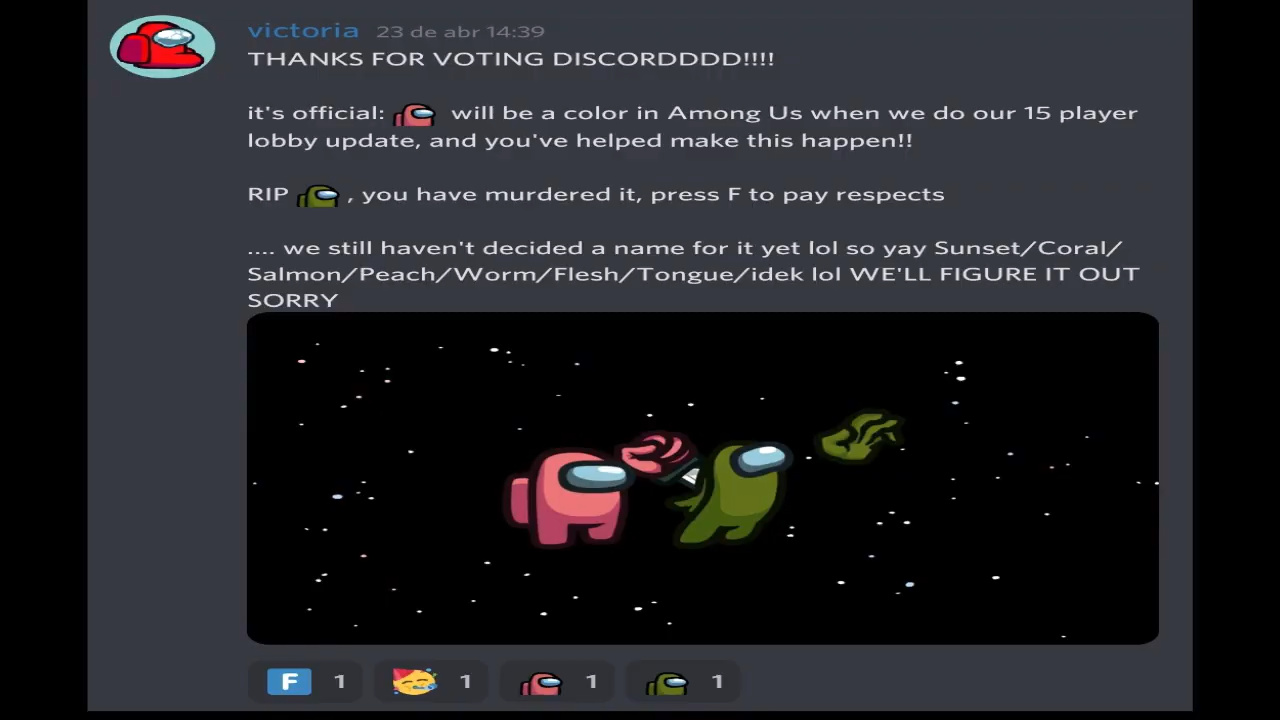 victoria 23 de abr 14:39
THANKS FOR VOTING DISCORDDDD!!!!
it's official: will be a color in Among Us when we do our 15 player
lobby update, and you've helped make this happen!!
RIP , you have murdered it, press F to pay respects
.... we still haven't decided a name for it yet lol so yay Sunset/Coral/
Salmon/Peach/Worm/Flesh/Tongue/idek lol WE'LL FIGURE IT OUT
SORRY
F 1 1 1 1